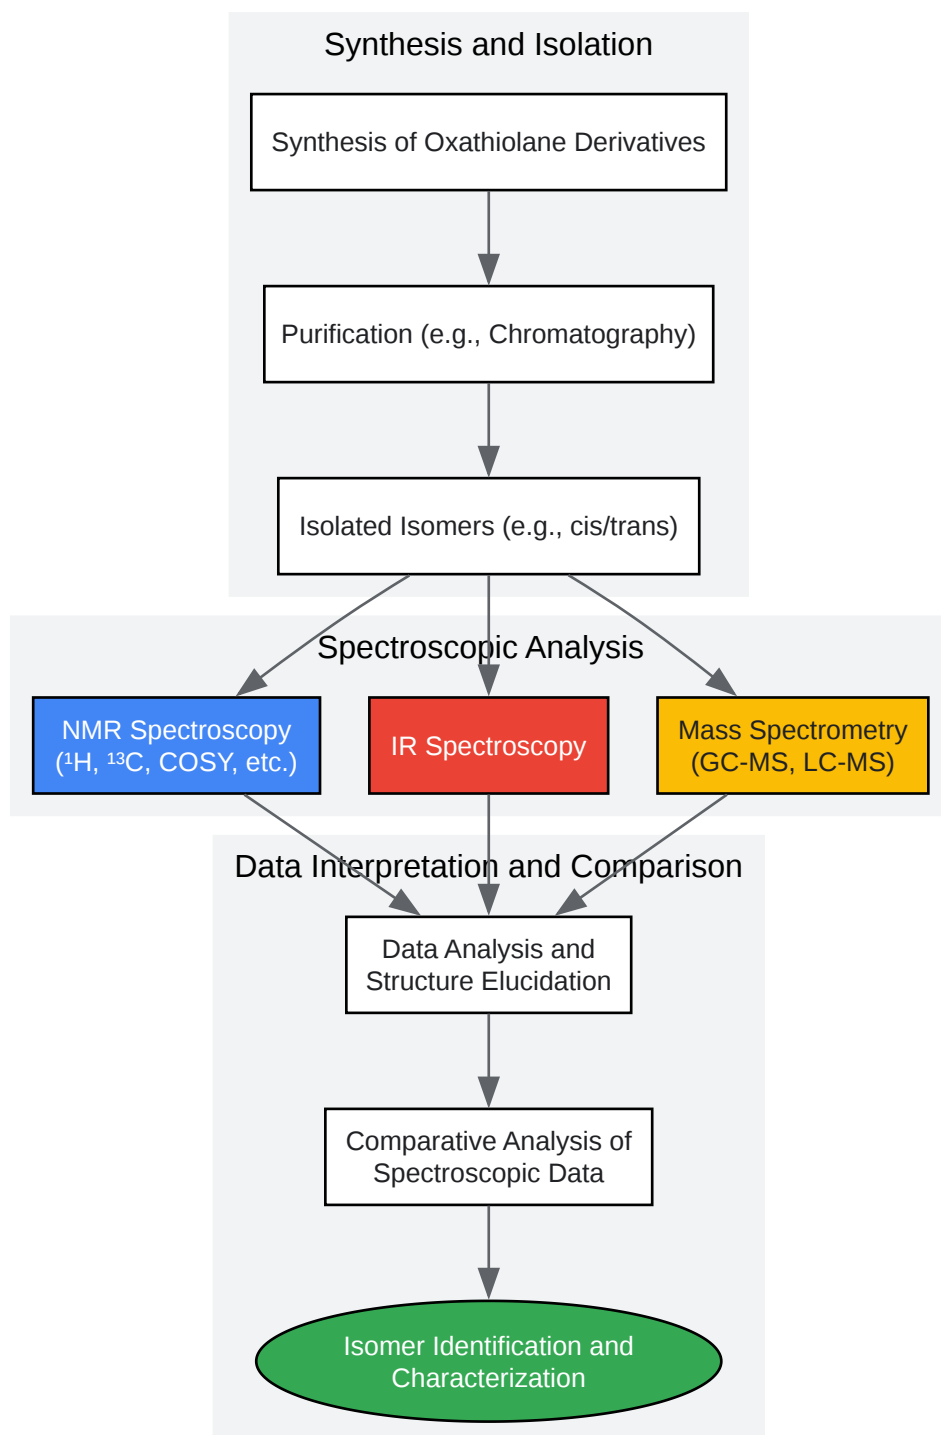 Synthesis and Isolation
Synthesis of Oxathiolane Derivatives
Purification (e.g., Chromatography)
Isolated Isomers (e.g., cis/trans)
Spectroscopic Analysis
NMR Spectroscopy
(¹H, ¹³C, COSY, etc.)
IR Spectroscopy
Mass Spectrometry
(GC-MS, LC-MS)
Data Interpretation and Comparison
Data Analysis and
Structure Elucidation
Comparative Analysis of
Spectroscopic Data
Isomer Identification and
Characterization